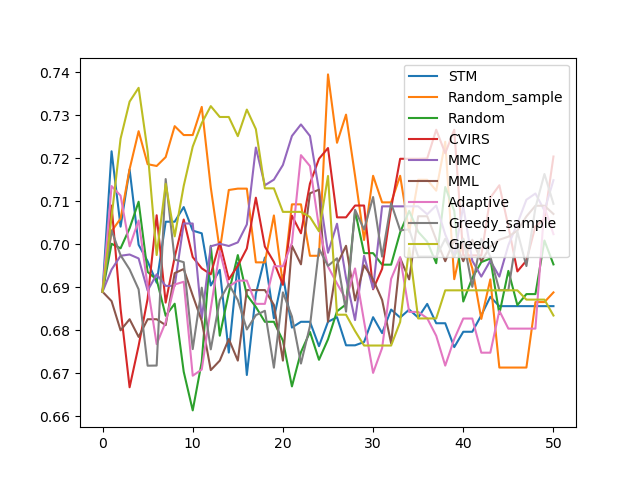 0.74
0.73
0.72
0.71
0.70
0.69
0.68
0.67
0.66
0 10 20 30 40 50
STM
Random_sample
Random
CVIRS
MMC
MML
Adaptive
Greedy_sample
Greedy